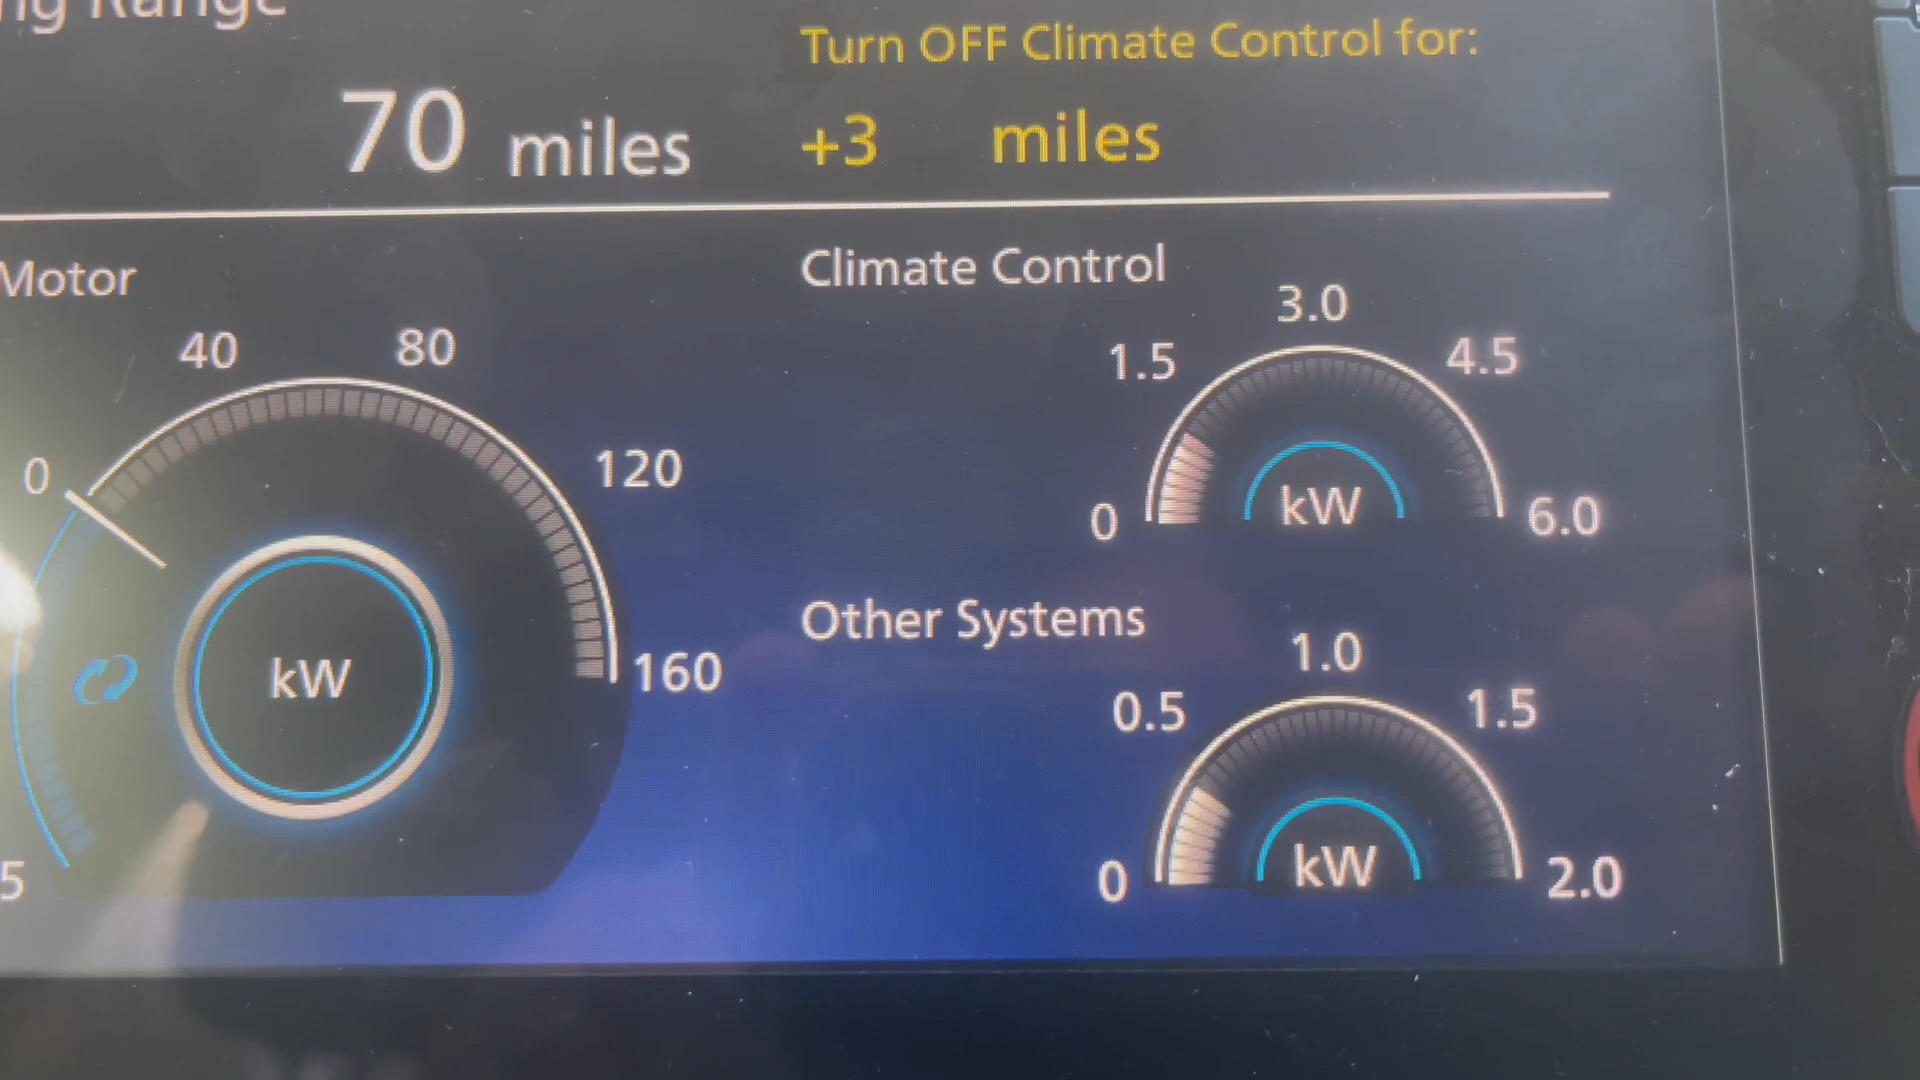 ng Range
Turn OFF Climate Control for:
70 miles
+3 miles
Motor
Climate Control
0
40
80
120
160
5
kW
0
1.5
3.0
4.5
6.0
kW
Other Systems
0
0.5
1.0
1.5
2.0
kW